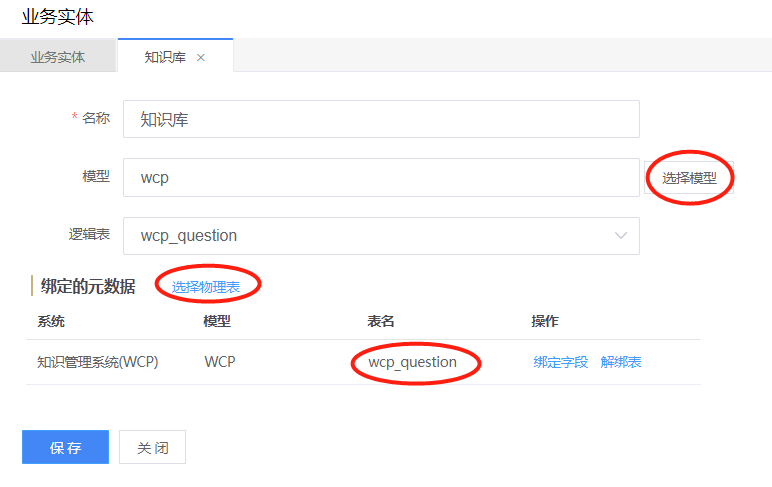 业务实体
业务实体 知识库 ×
* 名称 知识库
模型 wcp 选择模型
逻辑表 wcp_question
绑定的元数据 选择物理表
系统 模型 表名 操作
知识管理系统(WCP) WCP wcp_question 绑定字段 解绑表
保存 关闭